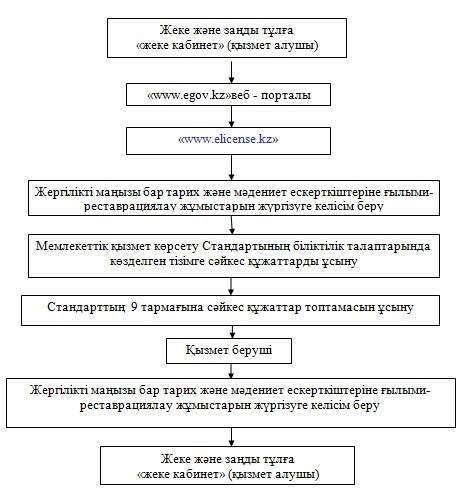 Жеке және заңды тұлға
«жеке кабинет» (қызмет алушы)
«www.egov.kz»веб - порталы
«www.elicense.kz»
Жергілікті маңызы бар тарих және мәдениет ескерткіштеріне ғылыми-
реставрациялау жұмыстарын жүргізуге келісім беру
Мемлекеттік қызмет көрсету Стандартының біліктілік талаптарында
көзделген тізімге сәйкес құжаттарды ұсыну
Стандарттың 9 тармағына сәйкес құжаттар топтамасын ұсыну
Қызмет беруші
Жергілікті маңызы бар тарих және мәдениет ескерткіштеріне ғылыми-
реставрациялау жұмыстарын жүргізуге келісім беру
Жеке және заңды тұлға
«жеке кабинет» (қызмет алушы)